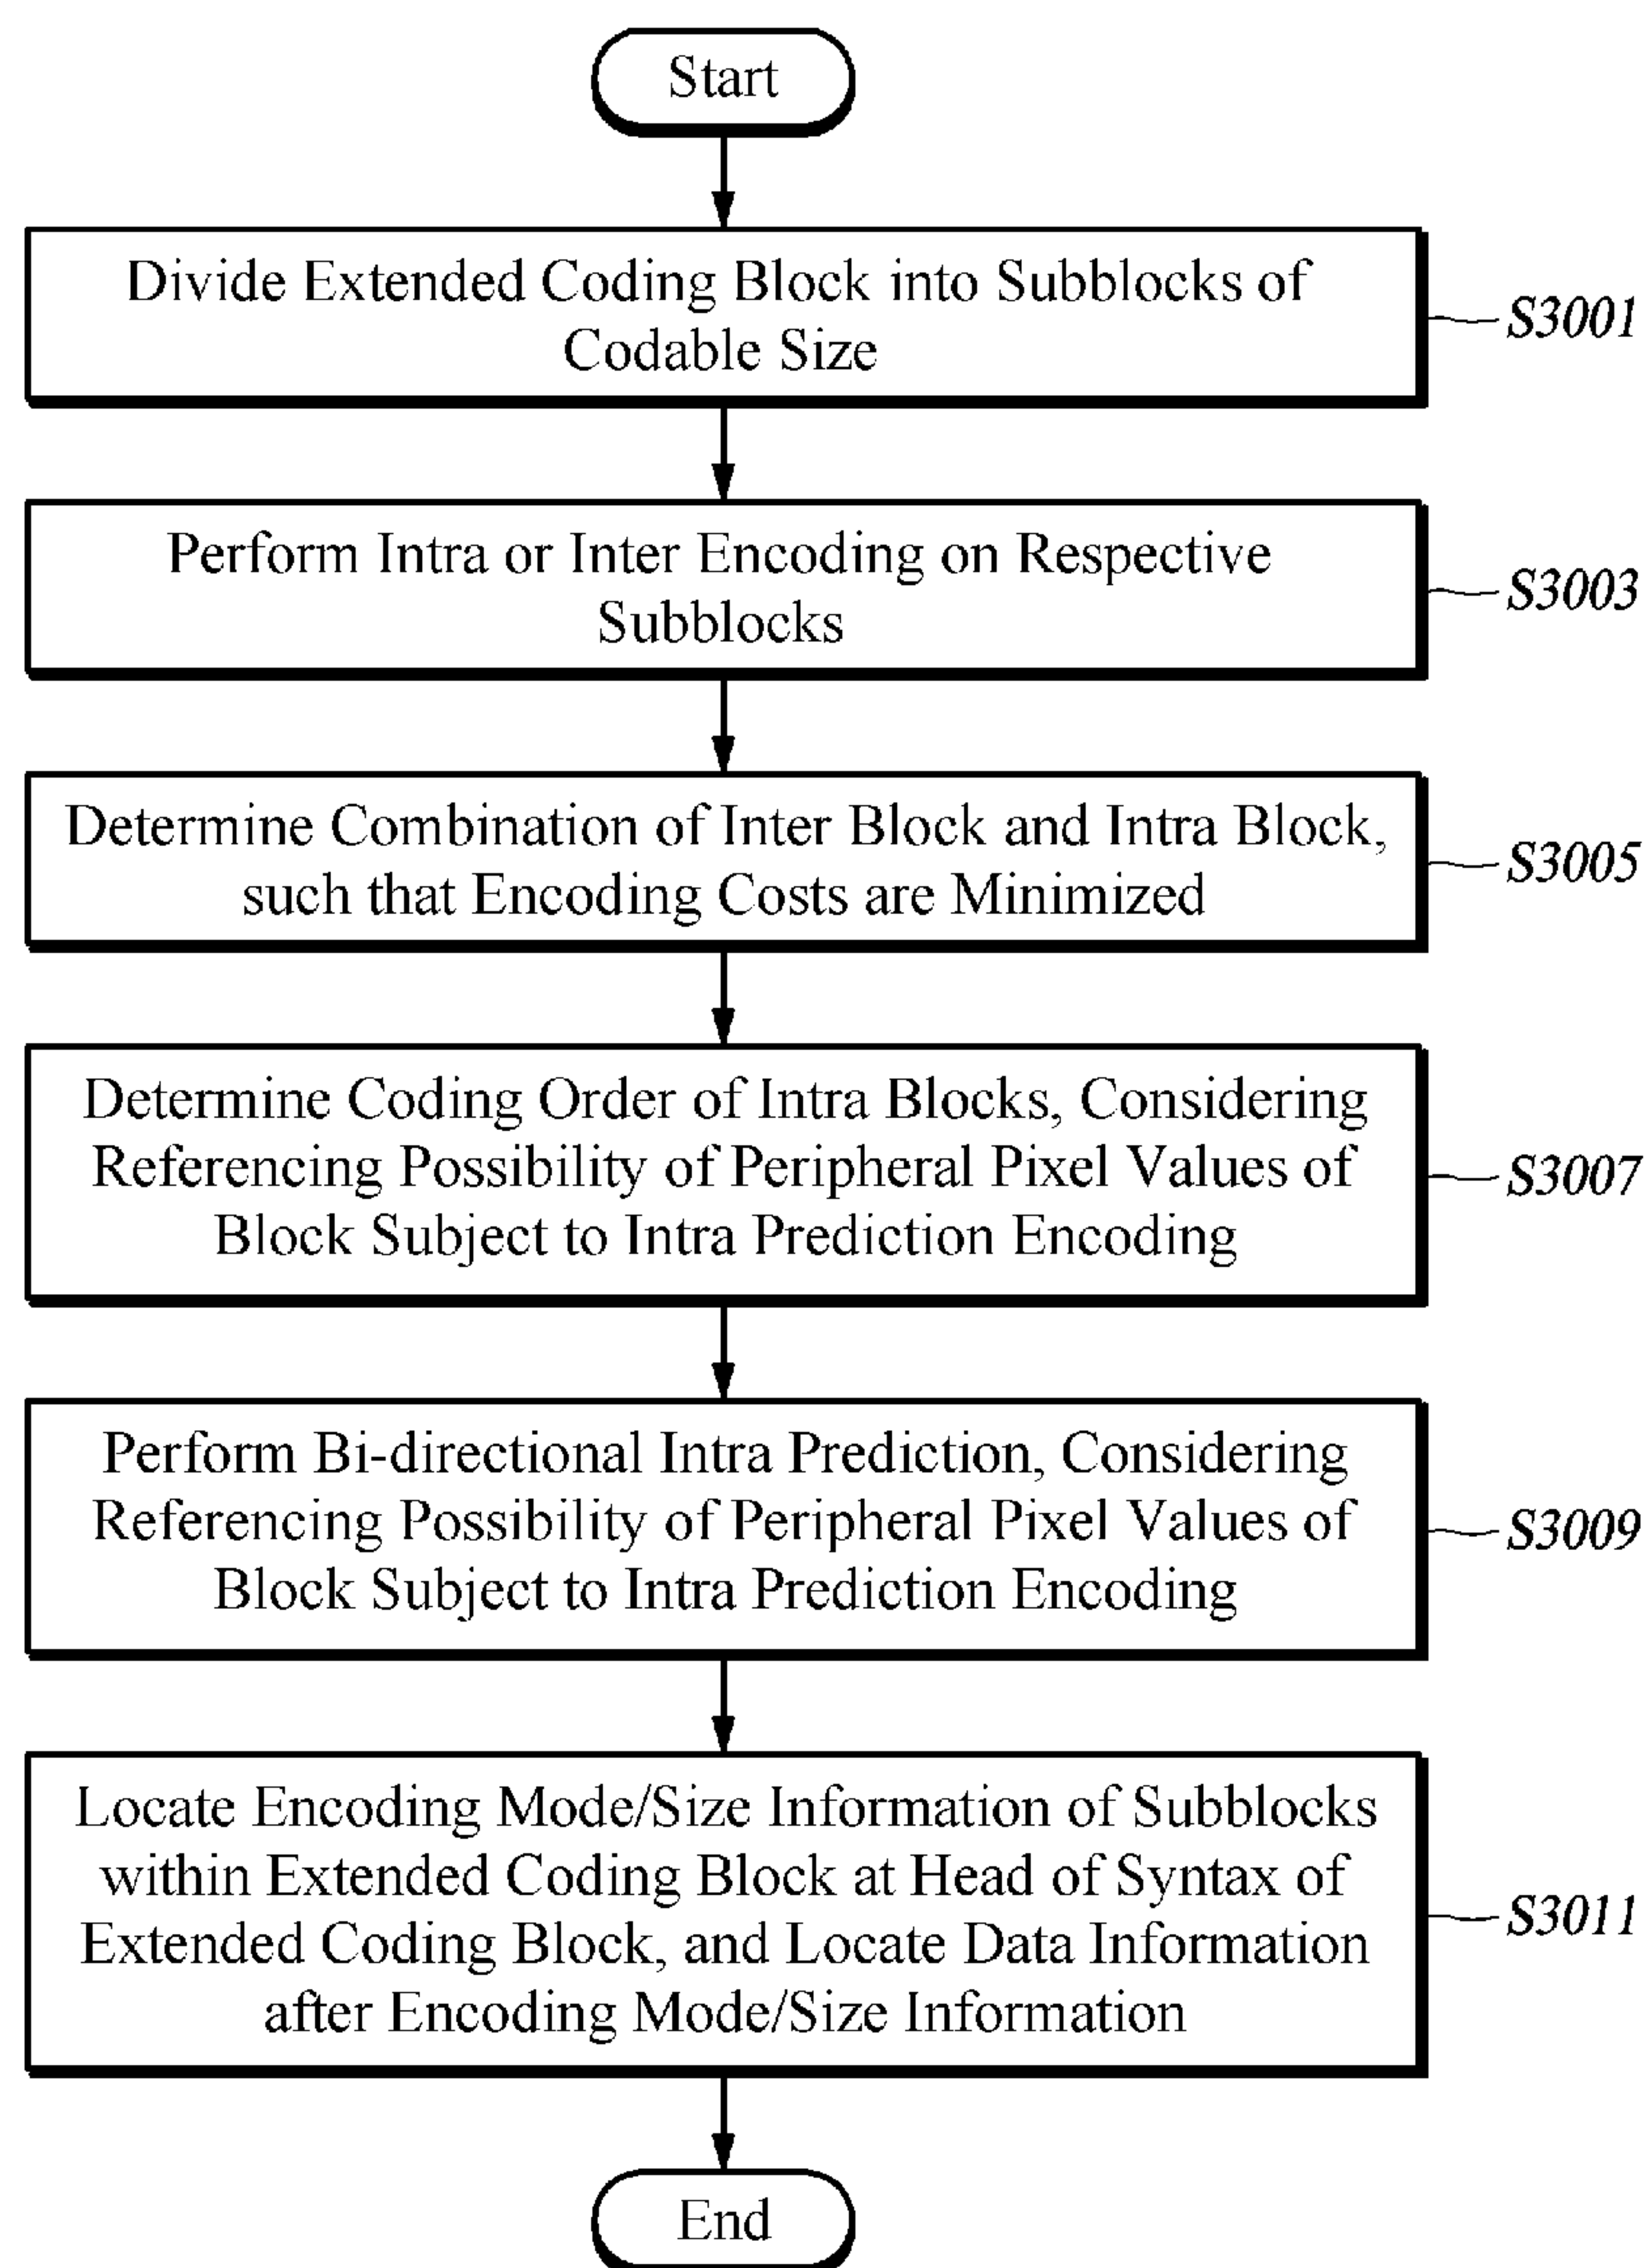 Start
Divide Extended Coding Block into Subblocks of
Codable Size
S3001
Perform Intra or Inter Encoding on Respective
Subblocks
S3003
Determine Combination of Inter Block and Intra Block,
such that Encoding Costs are Minimized
S3005
Determine Coding Order of Intra Blocks, Considering
Referencing Possibility of Peripheral Pixel Values of
Block Subject to Intra Prediction Encoding
S3007
Perform Bi-directional Intra Prediction, Considering
Referencing Possibility of Peripheral Pixel Values of
Block Subject to Intra Prediction Encoding
S3009
Locate Encoding Mode/Size Information of Subblocks
within Extended Coding Block at Head of Syntax of
Extended Coding Block, and Locate Data Information
after Encoding Mode/Size Information
S3011
End